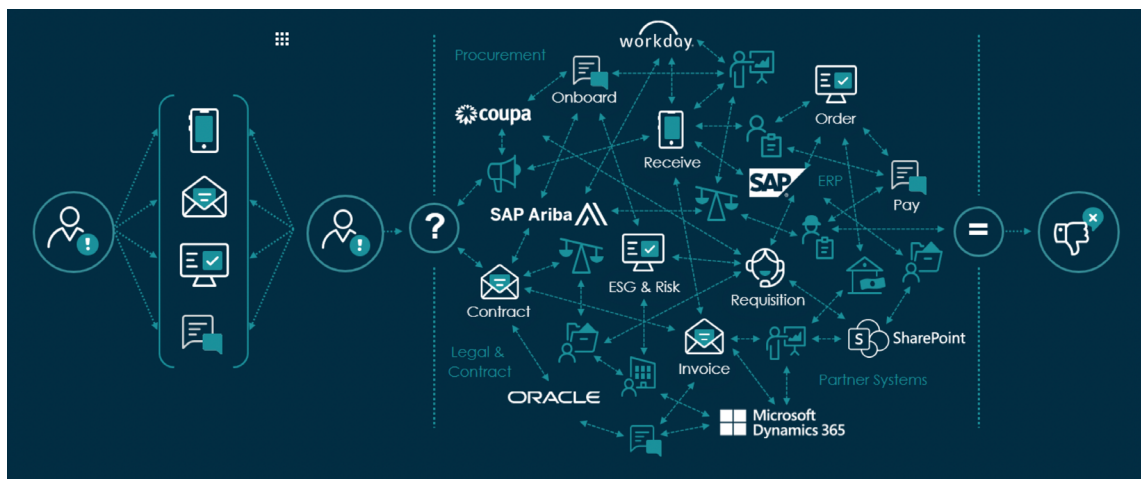 workday.
Procurement
Onboard
Order
coupa
Receive
SAP
ERP
Pay
?
SAP Ariba
=
ESG & Risk
Requisition
Contract
S
SharePoint
Legal &
Contract
Invoice
Partner Systems
ORACLE
Microsoft
Dynamics 365